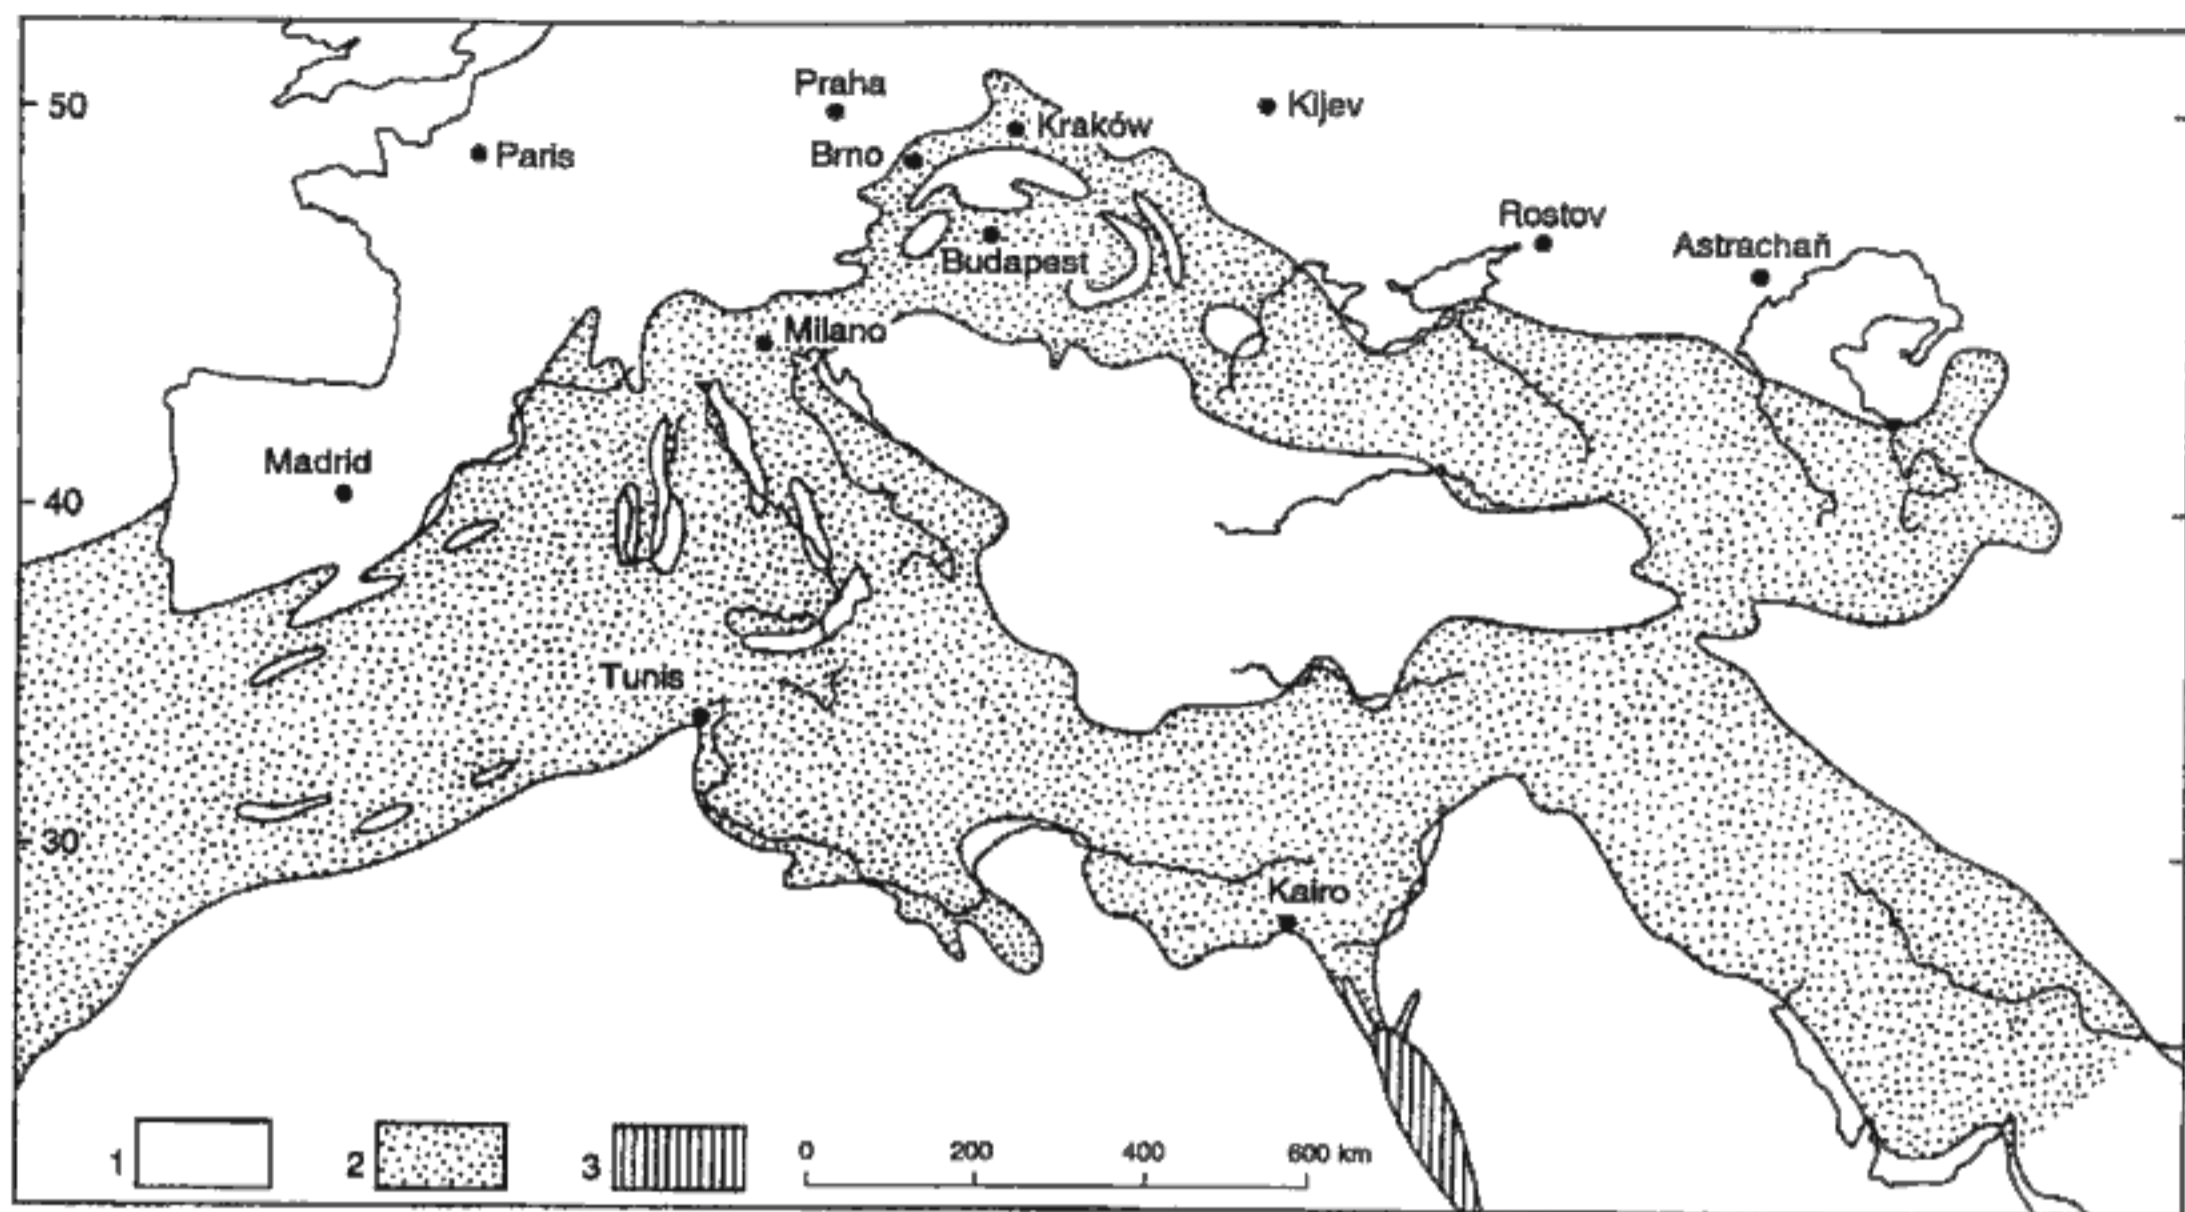 50
Praha
Kijev
Kraków
Paris
Brno
Rostov
Astrachaň
Budapest
Milano
Madrid
40
Tunis
30
Kairo
1
2
3
0 200 400 600 km